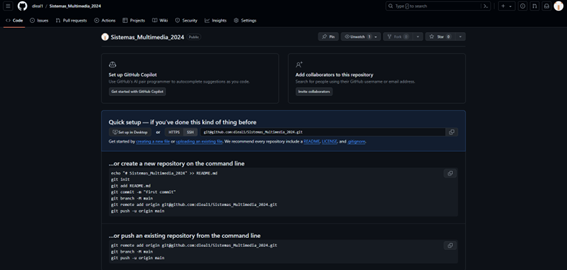 dloal1 / Sistemas_Multimedia_2024
Type / to search
Code Issues Pull requests Actions Projects Wiki Security Insights Settings
Sistemas_Multimedia_2024 Public
Pin Unwatch 1 Fork 0 Star 0
Set up GitHub Copilot
Use GitHub's AI pair programmer to autocomplete suggestions as you code.
Get started with GitHub Copilot
Add collaborators to this repository
Search for people using their GitHub username or email address.
Invite collaborators
Quick setup — if you've done this kind of thing before
Set up in Desktop or HTTPS SSH git@github.com:dloal1/Sistemas_Multimedia_2024.git
Get started by creating a new file or uploading an existing file. We recommend every repository include a README, LICENSE, and .gitignore.
...or create a new repository on the command line
echo "# Sistemas_Multimedia_2024" >> README.md
git init
git add README.md
git commit -m "first commit"
git branch -M main
git remote add origin git@github.com:dloal1/Sistemas_Multimedia_2024.git
git push -u origin main
...or push an existing repository from the command line
git remote add origin git@github.com:dloal1/Sistemas_Multimedia_2024.git
git branch -M main
git push -u origin main